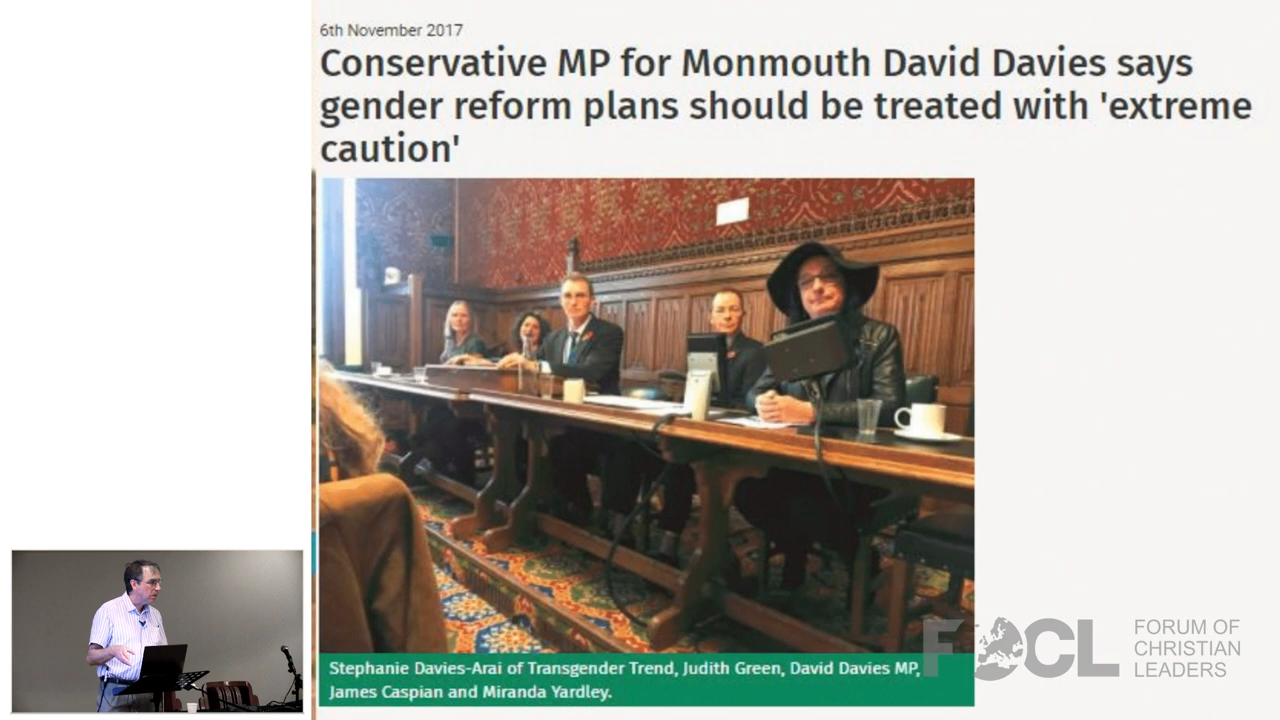 6th November 2017
Conservative MP for Monmouth David Davies says
gender reform plans should be treated with 'extreme
caution'
Stephanie Davies-Arai of Transgender Trend, Judith Green, David Davies MP,
James Caspian and Miranda Yardley.
FOCL
FORUM OF
CHRISTIAN
LEADERS